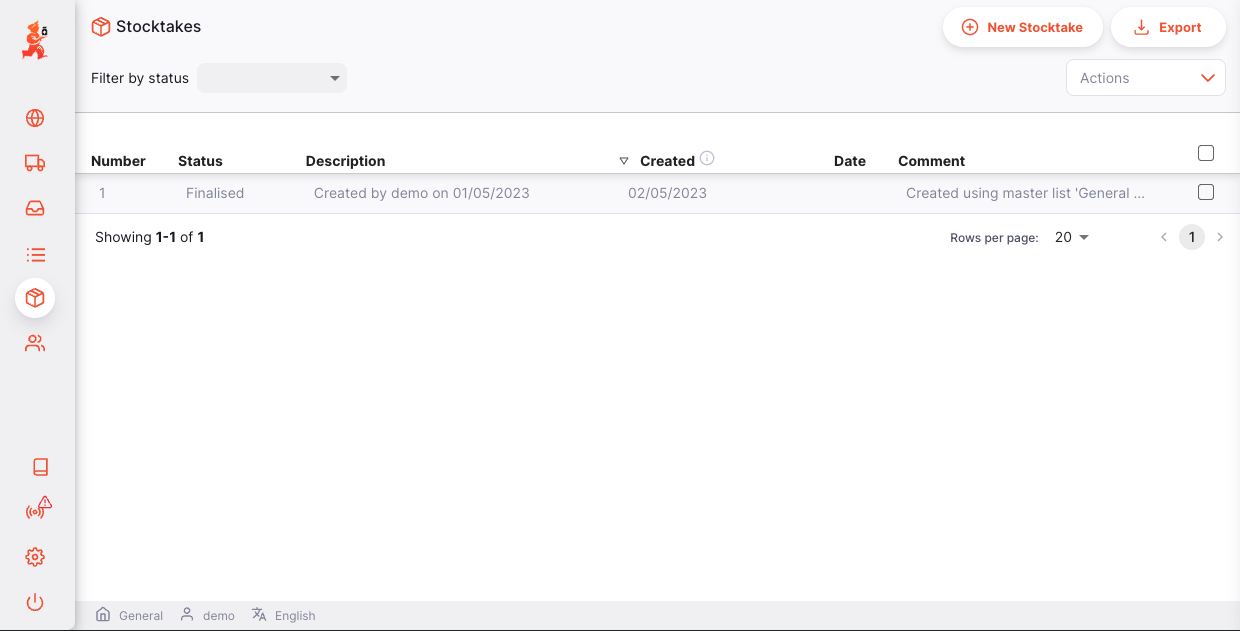 Stocktakes
New Stocktake
Export
Filter by status
Actions
Number Status Description Created Date Comment
1 Finalised Created by demo on 01/05/2023 02/05/2023 Created using master list 'General ...
Showing 1-1 of 1 Rows per page: 20 1
General demo English